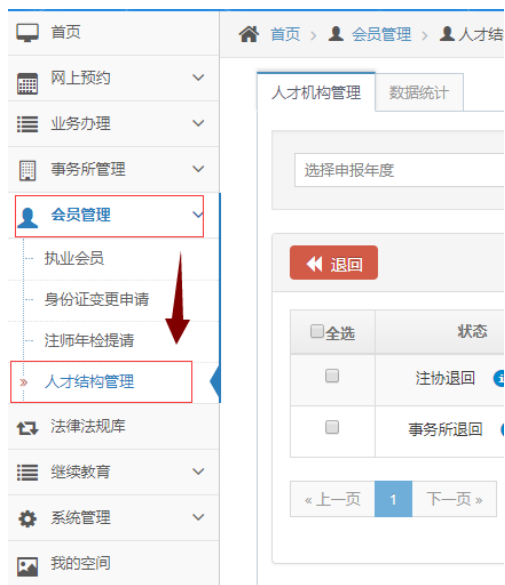 首页
网上预约
业务办理
事务所管理
会员管理
执业会员
身份证变更申请
注师年检提请
人才结构管理
法律法规库
继续教育
系统管理
我的空间
首页 > 会员管理 > 人才结
人才机构管理 数据统计
选择申报年度
退回
全选 状态
注协退回
事务所退回
«上一页 1 下一页»